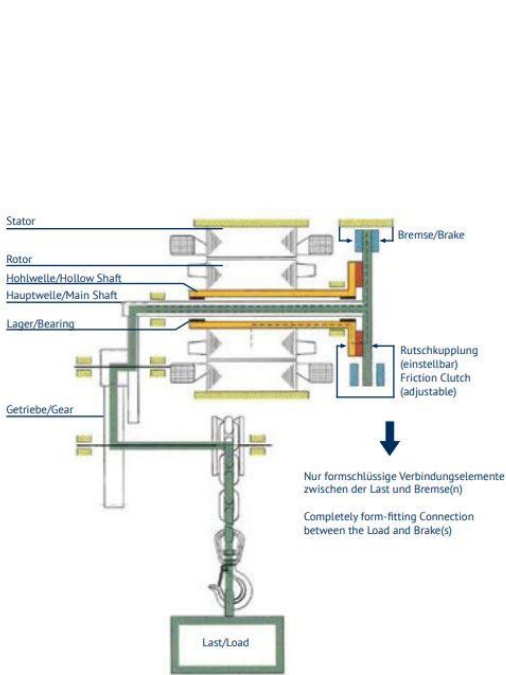 Stator
Bremse/Brake
Rotor
Hohlwelle/Hollow Shaft
Hauptwelle/Main Shaft
Lager/Bearing
Rutschkupplung
(einstellbar)
Friction Clutch
(adjustable)
Getriebe/Gear
Nur formschlüssige Verbindungselemente
zwischen der Last und Bremse(n)
Completely form-fitting Connection
between the Load and Brake(s)
Last/Load